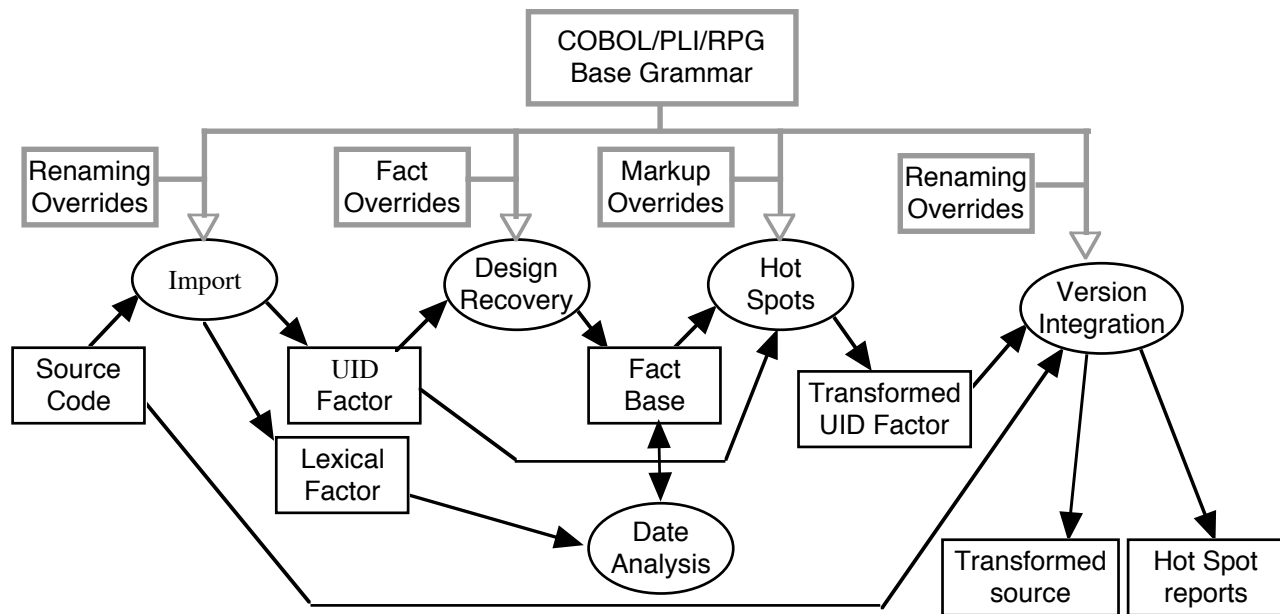 COBOL/PLI/RPG
Base Grammar
Renaming
Overrides
Fact
Overrides
Markup
Overrides
Renaming
Overrides
Import
Design
Recovery
Hot
Spots
Version
Integration
Source
Code
UID
Factor
Fact
Base
Transformed
UID Factor
Lexical
Factor
Date
Analysis
Transformed
source
Hot Spot
reports